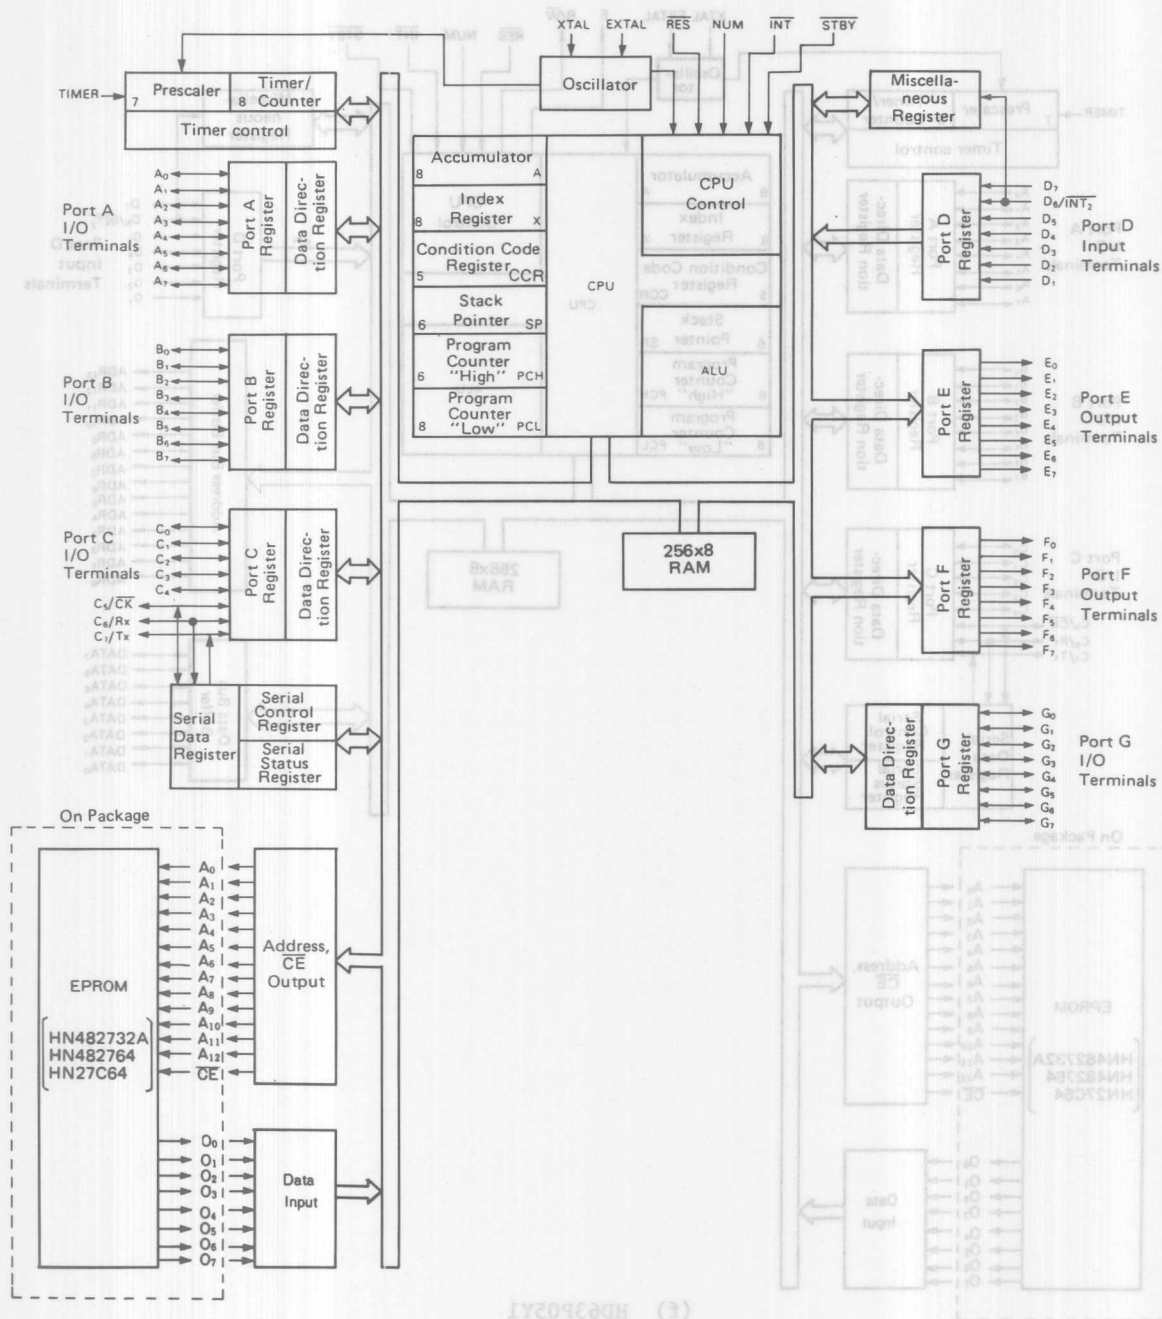 XTAL EXTAL RES NUM INT STBY
Oscillator
TIMER
Prescaler
7
Timer/
8 Counter
Timer control
Miscella-
neous
Register
Accumulator
8 A
Index
Register
8 X
Condition Code
Register
5 CCR
Stack
Pointer
6 SP
Program
Counter
"High"
6 PCH
Program
Counter
"Low"
8 PCL
CPU
CPU
Control
ALU
Port A
I/O
Terminals
A₀
A₁
A₂
A₃
A₄
A₅
A₆
A₇
Port A
Register
Data Direc-
tion Register
Port B
I/O
Terminals
B₀
B₁
B₂
B₃
B₄
B₅
B₆
B₇
Port B
Register
Data Direc-
tion Register
Port C
I/O
Terminals
C₀
C₁
C₂
C₃
C₄
C₅/CK
C₆/Rx
C₇/Tx
Port C
Register
Data Direc-
tion Register
Serial
Data
Register
Serial
Control
Register
Serial
Status
Register
256x8
RAM
Port D
Register
D₇
D₆/INT₂
D₅
D₄
D₃
D₂
D₁
Port D
Input
Terminals
Port E
Register
E₀
E₁
E₂
E₃
E₄
E₅
E₆
E₇
Port E
Output
Terminals
Port F
Register
F₀
F₁
F₂
F₃
F₄
F₅
F₆
F₇
Port F
Output
Terminals
Data Direc-
tion Register
Port G
Register
G₀
G₁
G₂
G₃
G₄
G₅
G₆
G₇
Port G
I/O
Terminals
On Package
EPROM
HN482732A
HN482764
HN27C64
A₀
A₁
A₂
A₃
A₄
A₅
A₆
A₇
A₈
A₉
A₁₀
A₁₁
A₁₂
CE
Address,
CE
Output
O₀
O₁
O₂
O₃
O₄
O₅
O₆
O₇
Data
Input